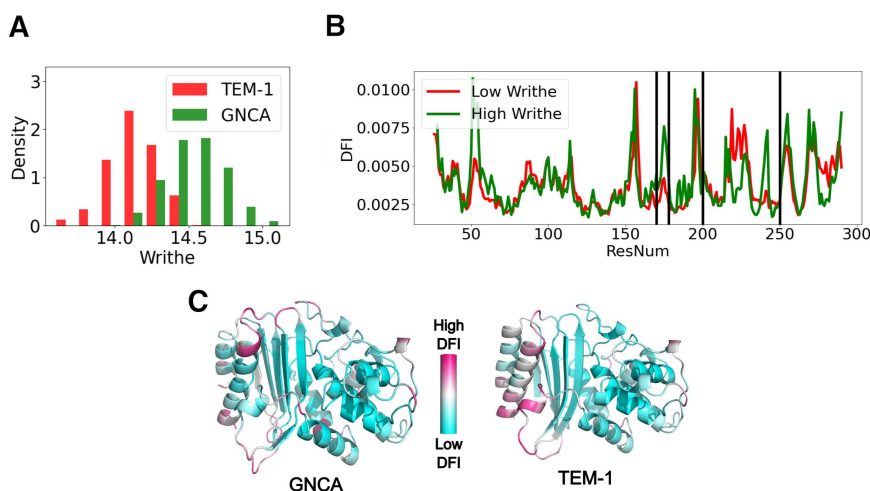 A
B
3
2
1
0
Density
TEM-1
GNCA
14.0 14.5 15.0
Writhe
0.0100
0.0075
0.0050
0.0025
DFI
Low Writhe
High Writhe
50 100 150 200 250 300
ResNum
C
High
DFI
Low
DFI
GNCA
TEM-1